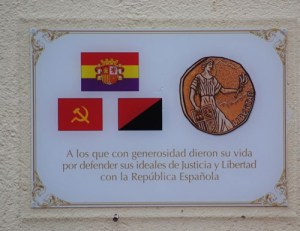 A los que con generosidad dieron su vida
por defender sus ideales de Justicia y Libertad
con la República Española